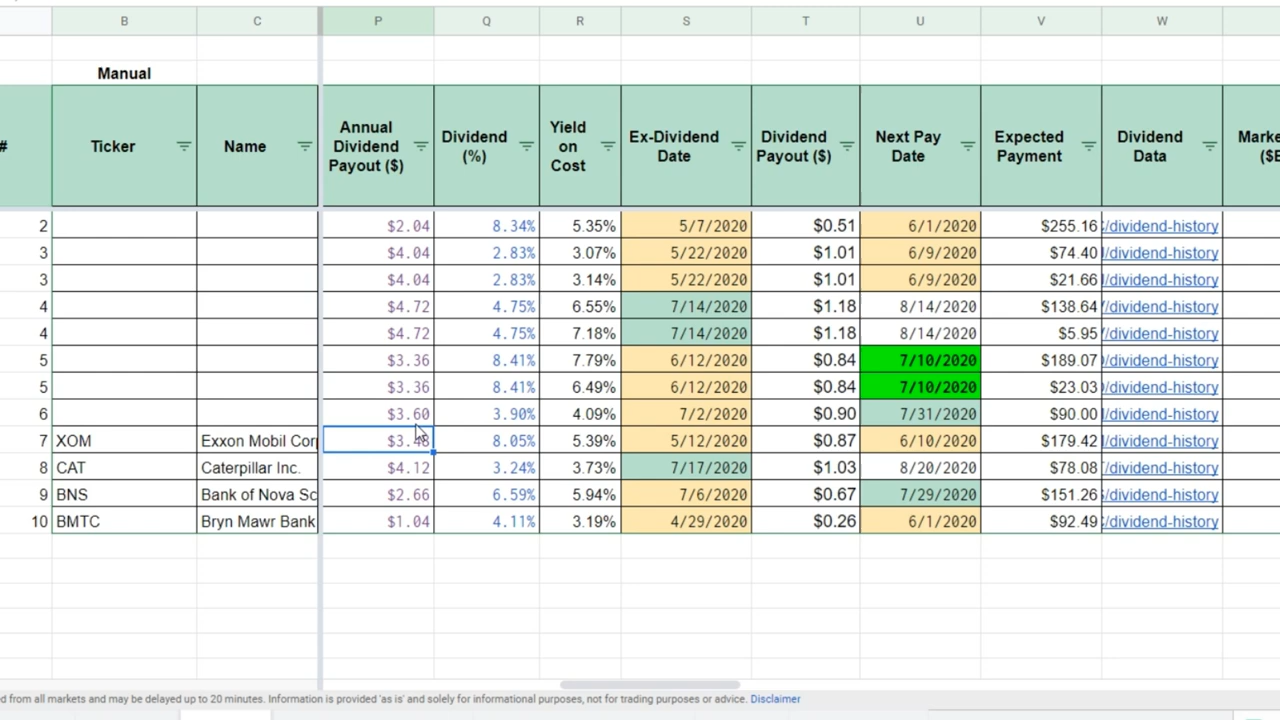 B C P Q R S T U V W
Manual
# Ticker Name Annual Dividend Payout ($) Dividend (%) Yield on Cost Ex-Dividend Date Dividend Payout ($) Next Pay Date Expected Payment Dividend Data Marke ($E
2 $2.04 8.34% 5.35% 5/7/2020 $0.51 6/1/2020 $255.16 /dividend-history
3 $4.04 2.83% 3.07% 5/22/2020 $1.01 6/9/2020 $74.40 /dividend-history
3 $4.04 2.83% 3.14% 5/22/2020 $1.01 6/9/2020 $21.66 /dividend-history
4 $4.72 4.75% 6.55% 7/14/2020 $1.18 8/14/2020 $138.64 /dividend-history
4 $4.72 4.75% 7.18% 7/14/2020 $1.18 8/14/2020 $5.95 /dividend-history
5 $3.36 8.41% 7.79% 6/12/2020 $0.84 7/10/2020 $189.07 /dividend-history
5 $3.36 8.41% 6.49% 6/12/2020 $0.84 7/10/2020 $23.03 /dividend-history
6 $3.60 3.90% 4.09% 7/2/2020 $0.90 7/31/2020 $90.00 /dividend-history
7 XOM Exxon Mobil Corp $3.48 8.05% 5.39% 5/12/2020 $0.87 6/10/2020 $179.42 /dividend-history
8 CAT Caterpillar Inc. $4.12 3.24% 3.73% 7/17/2020 $1.03 8/20/2020 $78.08 /dividend-history
9 BNS Bank of Nova Sc $2.66 6.59% 5.94% 7/6/2020 $0.67 7/29/2020 $151.26 /dividend-history
10 BMTC Bryn Mawr Bank $1.04 4.11% 3.19% 4/29/2020 $0.26 6/1/2020 $92.49 /dividend-history
ed from all markets and may be delayed up to 20 minutes. Information is provided 'as is' and solely for informational purposes, not for trading purposes or advice. Disclaimer